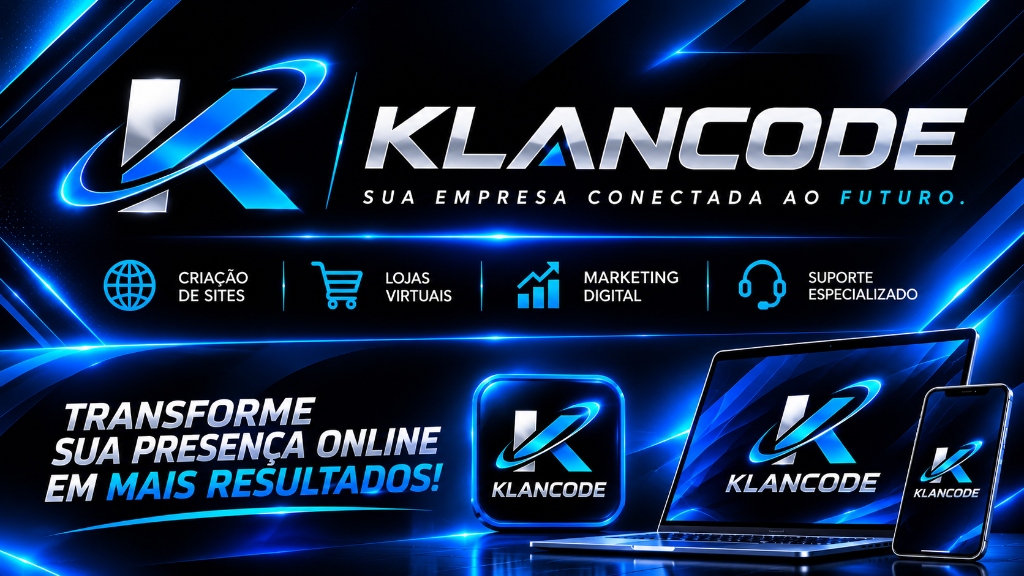 KLANCODE
SUA EMPRESA CONECTADA AO FUTURO.
CRIAÇÃO
DE SITES
LOJAS
VIRTUAIS
MARKETING
DIGITAL
SUPORTE
ESPECIALIZADO
TRANSFORME
SUA PRESENÇA ONLINE
EM MAIS RESULTADOS!
KLANCODE
KLANCODE
KLANCODE